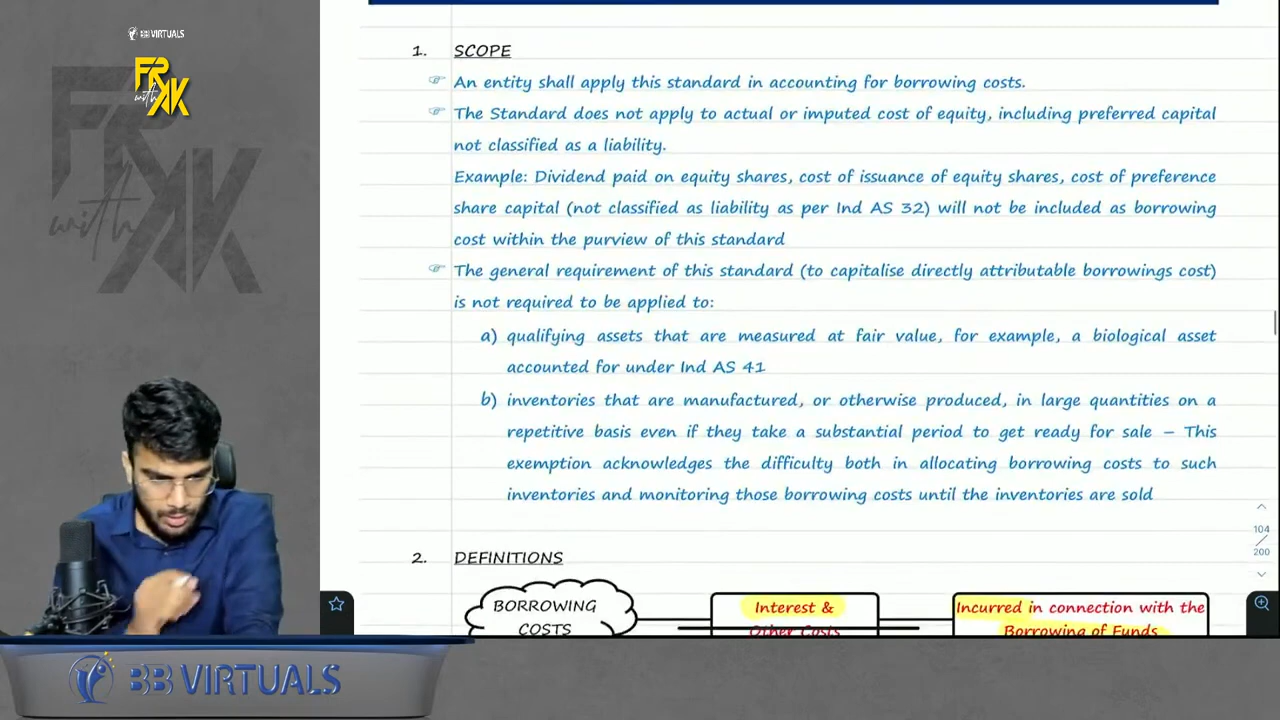 BB VIRTUALS
FR
with AK
FR
with AK
1. SCOPE
☞ An entity shall apply this standard in accounting for borrowing costs.
☞ The Standard does not apply to actual or imputed cost of equity, including preferred capital
not classified as a liability.
Example: Dividend paid on equity shares, cost of issuance of equity shares, cost of preference
share capital (not classified as liability as per Ind AS 32) will not be included as borrowing
cost within the purview of this standard
☞ The general requirement of this standard (to capitalise directly attributable borrowings cost)
is not required to be applied to:
a) qualifying assets that are measured at fair value, for example, a biological asset
accounted for under Ind AS 41
b) inventories that are manufactured, or otherwise produced, in large quantities on a
repetitive basis even if they take a substantial period to get ready for sale – This
exemption acknowledges the difficulty both in allocating borrowing costs to such
inventories and monitoring those borrowing costs until the inventories are sold
104
/
200
2. DEFINITIONS
BORROWING
COSTS
Interest &
Other Costs
Incurred in connection with the
Borrowing of Funds
BB VIRTUALS